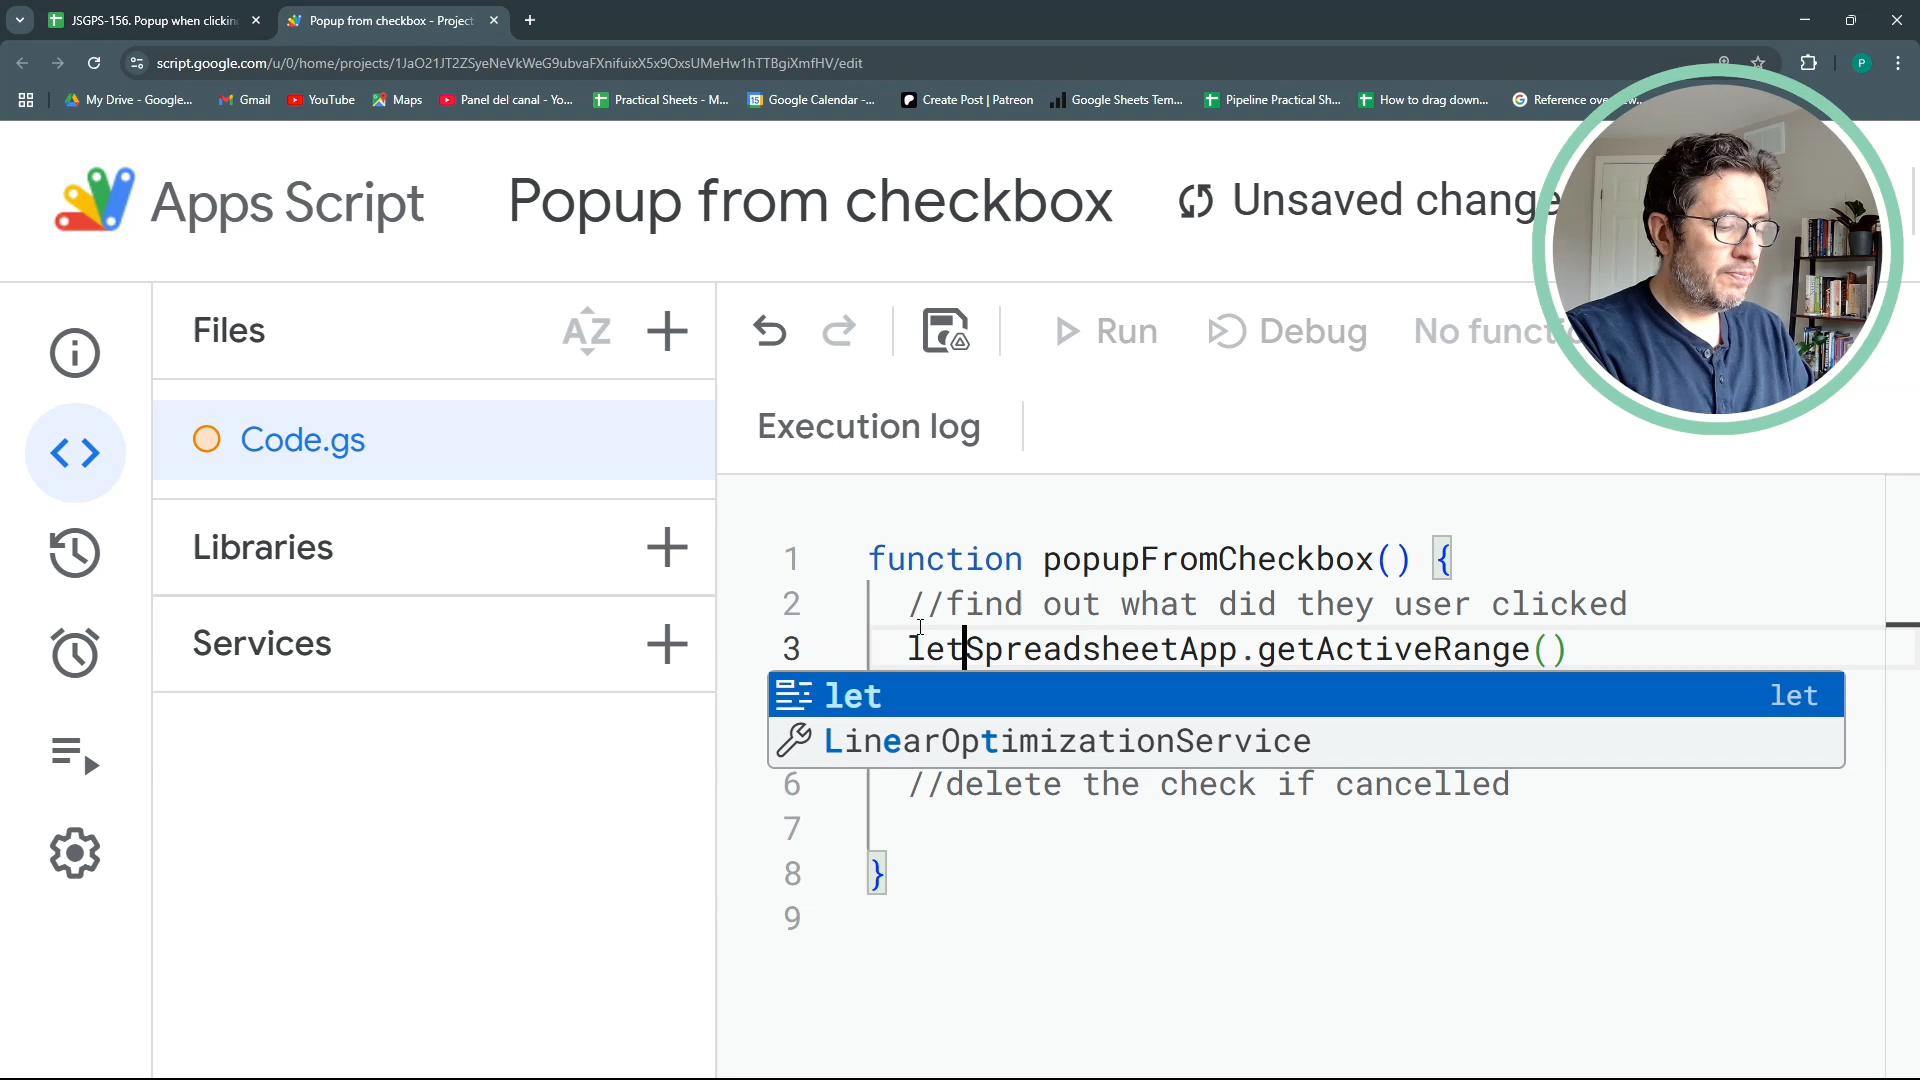 JSGPS-156. Popup when clickin
Popup from checkbox - Project
script.google.com/u/0/home/projects/1JaO21JT2ZSyeNeVkWeG9ubvaFXnifuixX5x9OxsUMeHw1hTTBgiXmfHV/edit
P
My Drive - Google...
Gmail
YouTube
Maps
Panel del canal - Yo...
Practical Sheets - M...
Google Calendar -...
Create Post | Patreon
Google Sheets Tem...
Pipeline Practical Sh...
How to drag down...
Reference ove
Apps Script
Popup from checkbox
Unsaved change
Files
AZ
Run
Debug
No functi
Code.gs
Execution log
Libraries
Services
1 function popupFromCheckbox() {
2 //find out what did they user clicked
3 letSpreadsheetApp.getActiveRange()
let let
LinearOptimizationService
6 //delete the check if cancelled
7
8 }
9